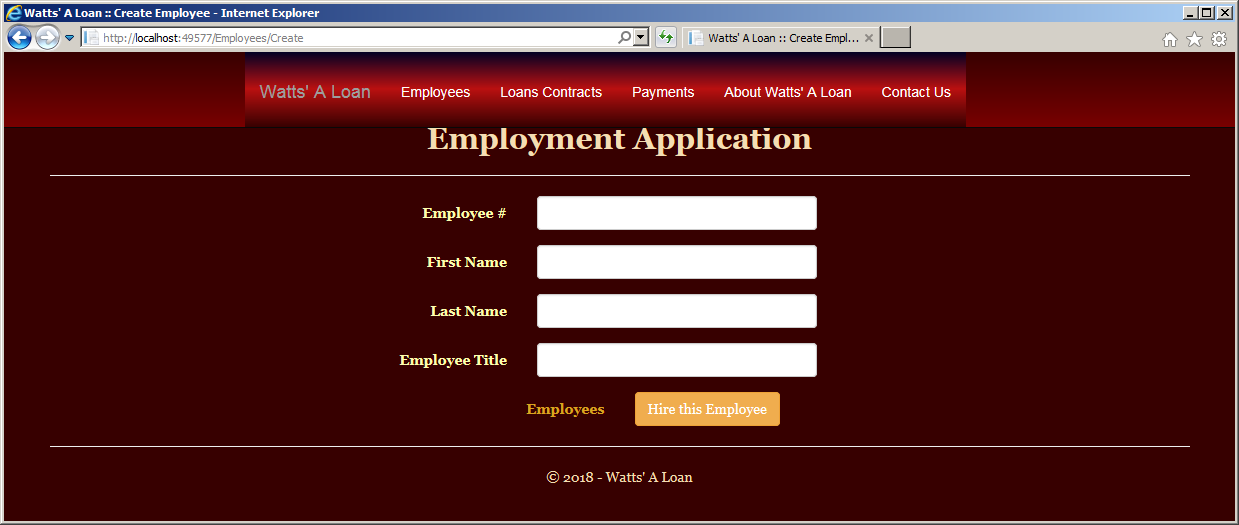 Watts' A Loan :: Create Employee - Internet Explorer
http://localhost:49577/Employees/Create
Watts' A Loan :: Create Empl...
Watts' A Loan Employees Loans Contracts Payments About Watts' A Loan Contact Us
Employment Application
Employee #
First Name
Last Name
Employee Title
Employees Hire this Employee
© 2018 - Watts' A Loan